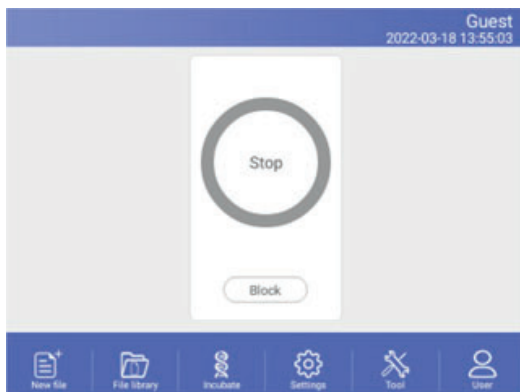 Guest
2022-03-18 13:55:03
Stop
Block
New file
File library
Incubate
Settings
Tool
User